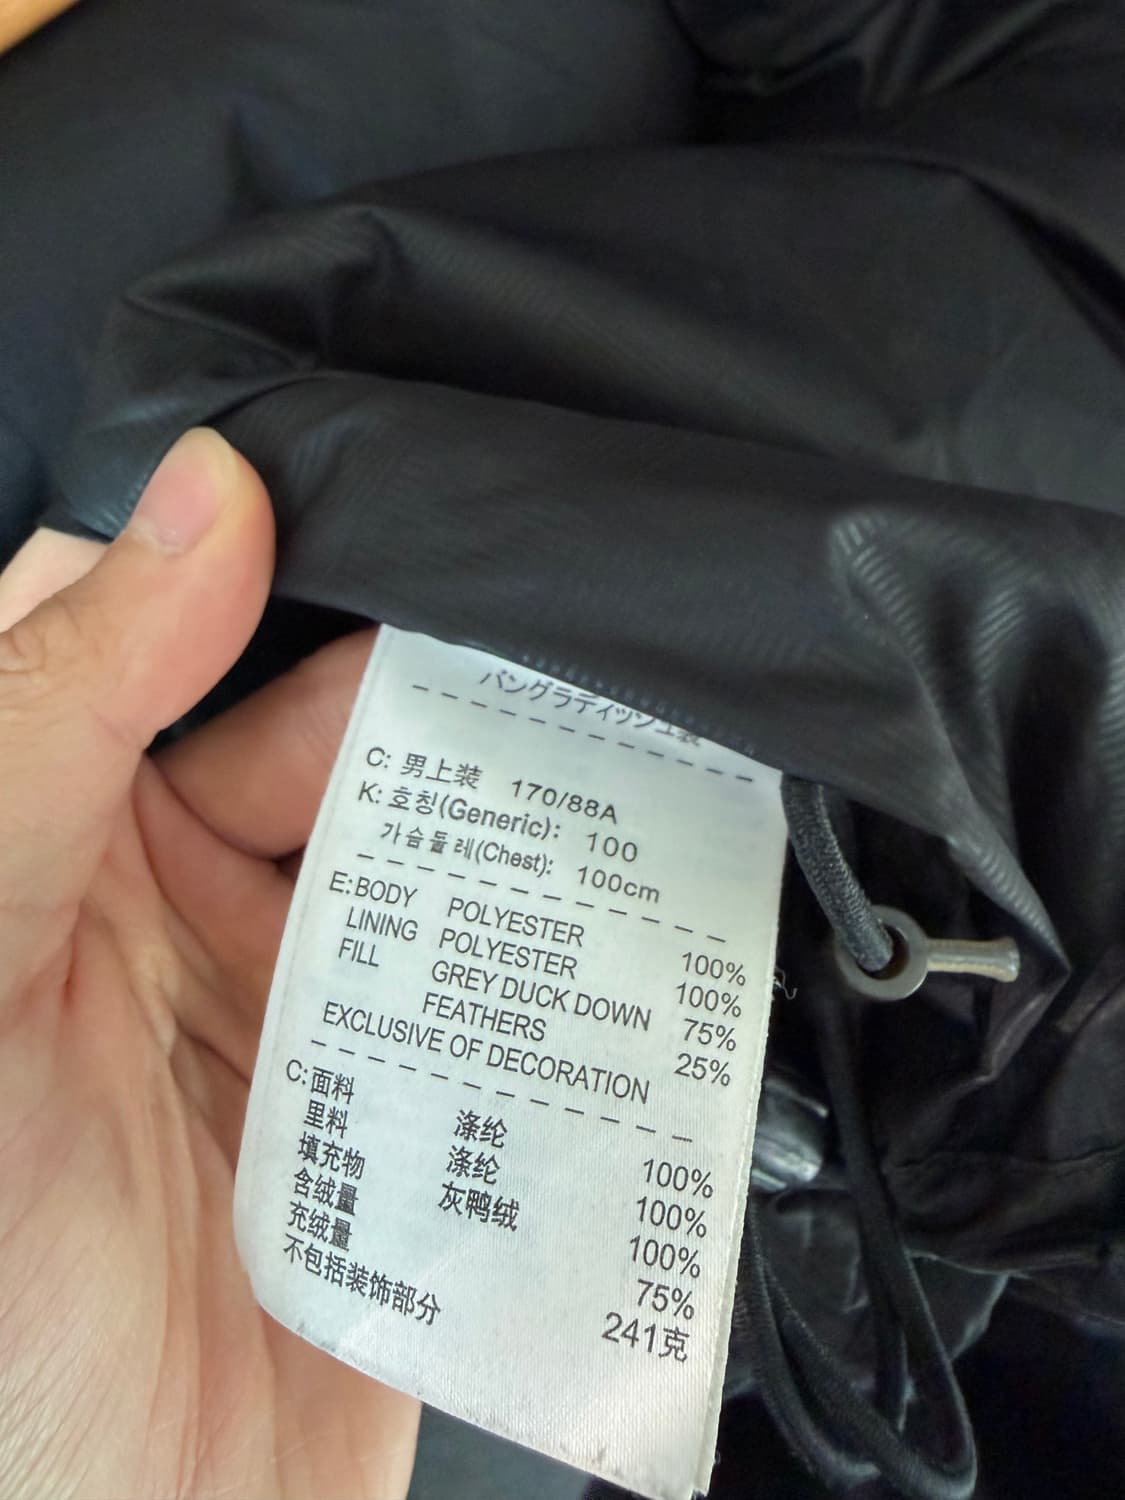 バングラディッシュ製
C: 男上装 170/88A
K: 호칭(Generic): 100
가슴둘레(Chest): 100cm
E: BODY POLYESTER 100%
LINING POLYESTER 100%
FILL GREY DUCK DOWN 75%
FEATHERS 25%
EXCLUSIVE OF DECORATION
C: 面料 涤纶 100%
里料 涤纶 100%
填充物 灰鸭绒 100%
含绒量 75%
充绒量 241克
不包括装饰部分